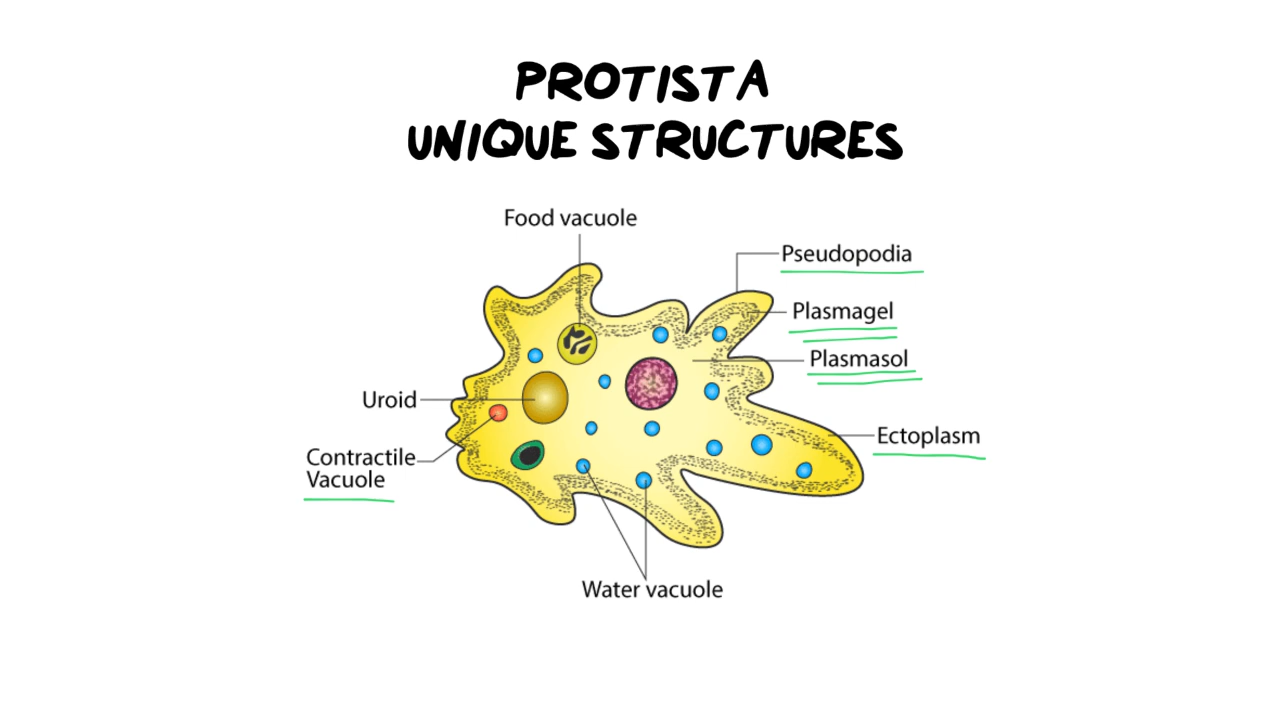 PROTISTA
UNIQUE STRUCTURES
Food vacuole
Pseudopodia
Plasmagel
Plasmasol
Uroid
Ectoplasm
Contractile
Vacuole
Water vacuole